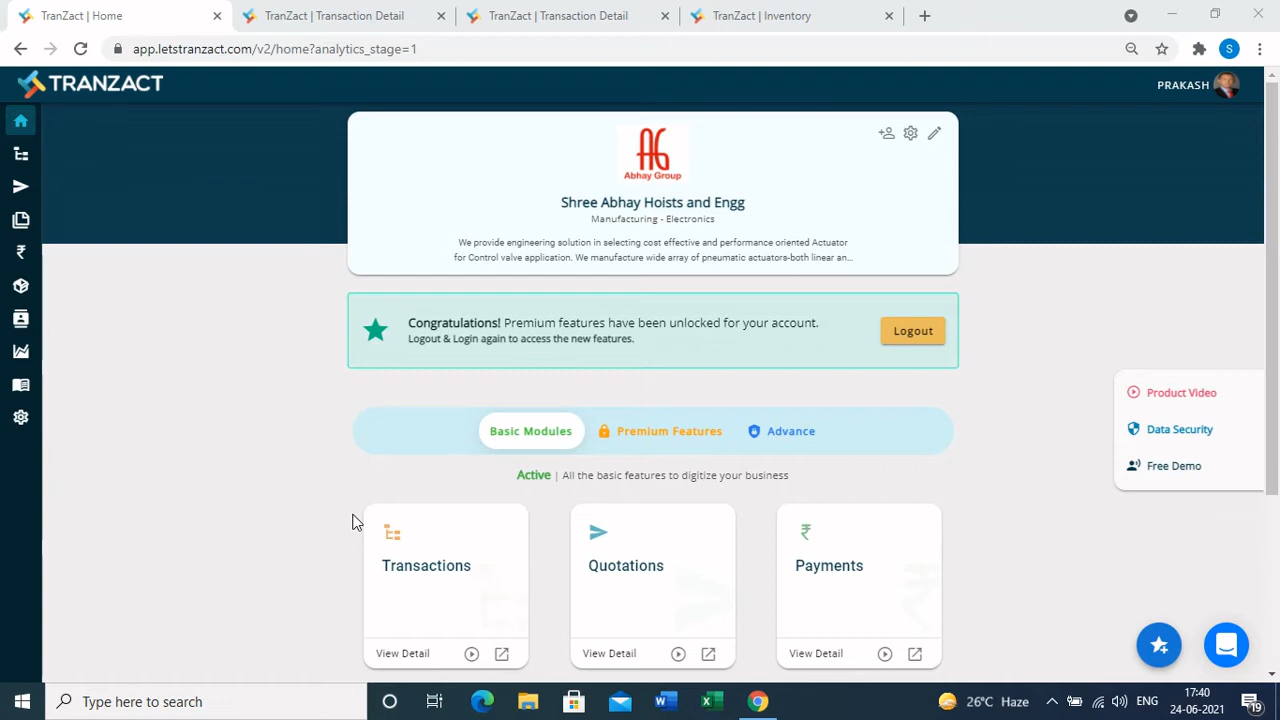 TranZact | Home
TranZact | Transaction Detail
TranZact | Transaction Detail
TranZact | Inventory
app.letstranzact.com/v2/home?analytics_stage=1
S
TRANZACT
PRAKASH
Abhay Group
Shree Abhay Hoists and Engg
Manufacturing - Electronics
We provide engineering solution in selecting cost effective and performance oriented Actuator
for Control valve application. We manufacture wide array of pneumatic actuators-both linear an...
Congratulations! Premium features have been unlocked for your account.
Logout & Login again to access the new features.
Logout
Product Video
Data Security
Free Demo
Basic Modules
Premium Features
Advance
Active | All the basic features to digitize your business
Transactions
Quotations
Payments
View Detail
View Detail
View Detail
Type here to search
26°C Haze
ENG
17:40
24-06-2021
19